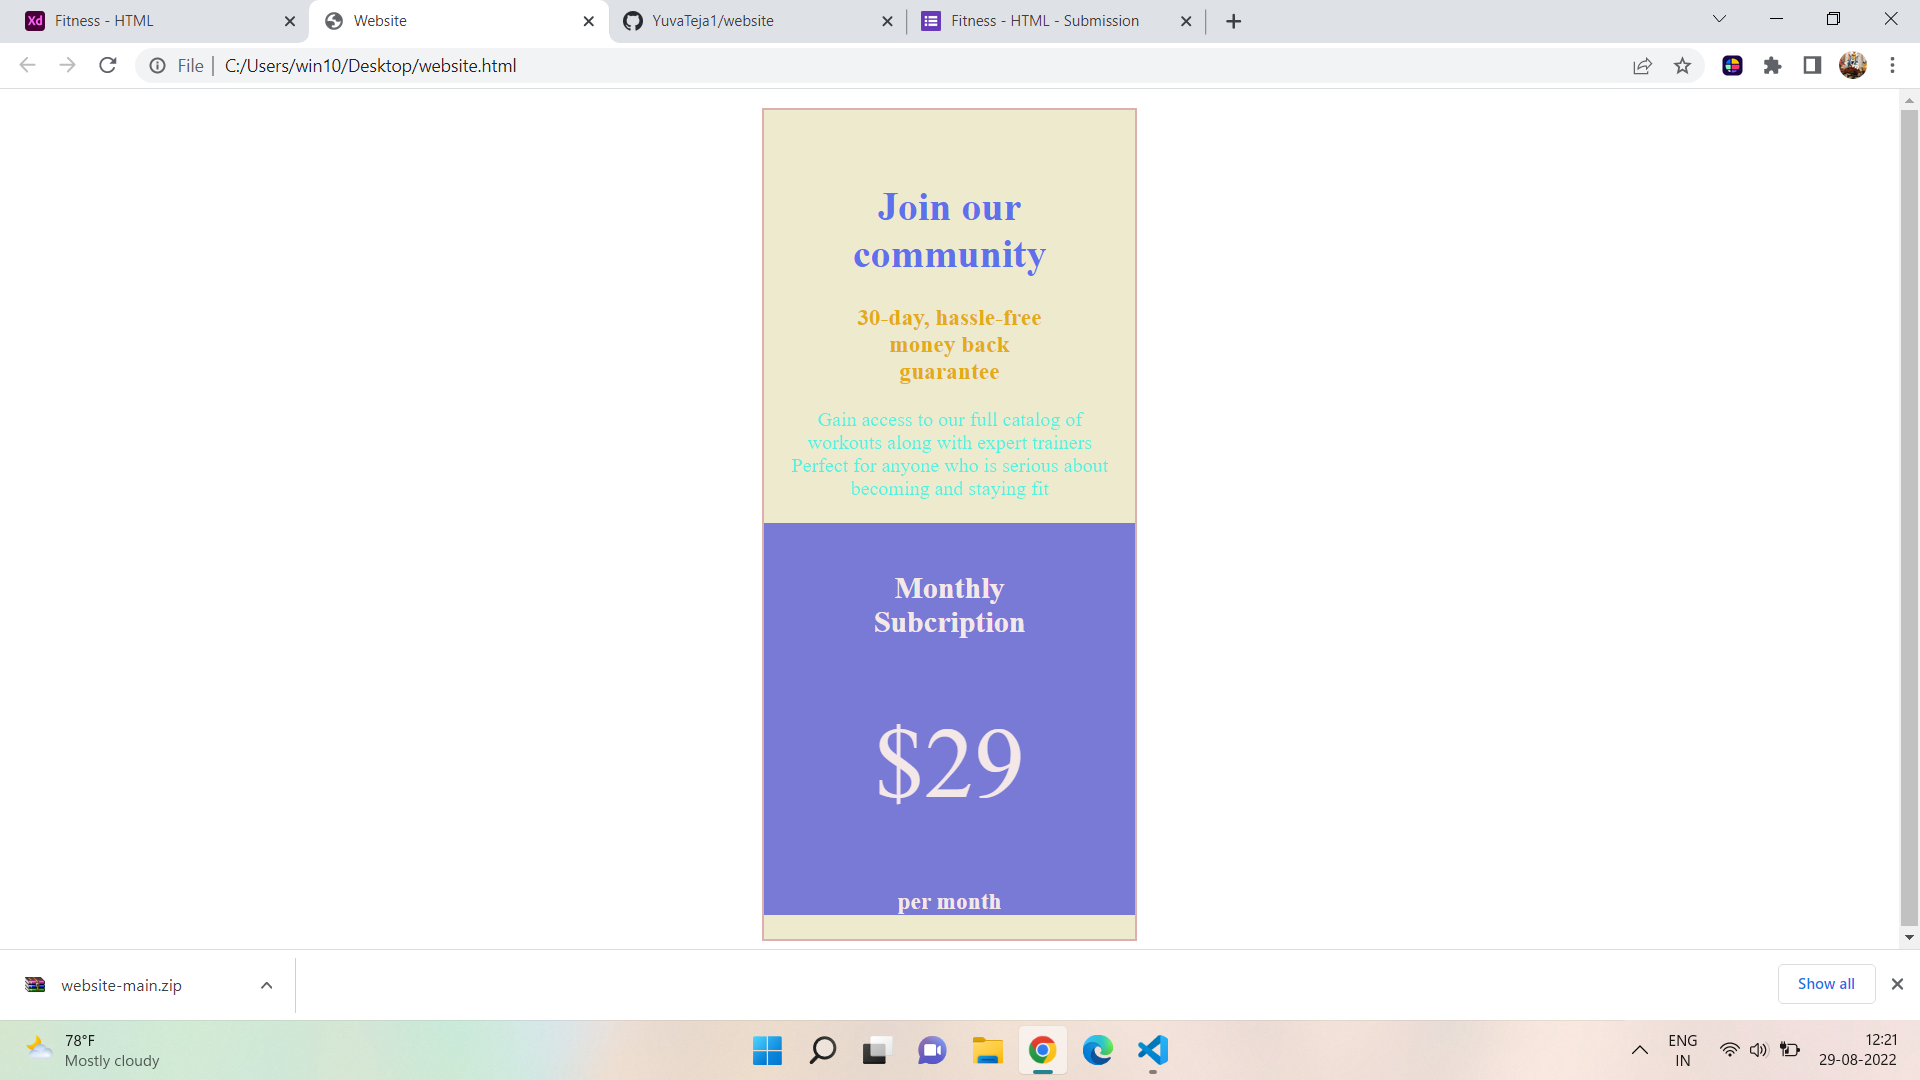 Xd Fitness - HTML
Website
YuvaTeja1/website
Fitness - HTML - Submission
File C:/Users/win10/Desktop/website.html
Join our
community
30-day, hassle-free
money back
guarantee
Gain access to our full catalog of
workouts along with expert trainers
Perfect for anyone who is serious about
becoming and staying fit
Monthly
Subcription
$29
per month
website-main.zip
Show all
78°F
Mostly cloudy
ENG
IN
12:21
29-08-2022